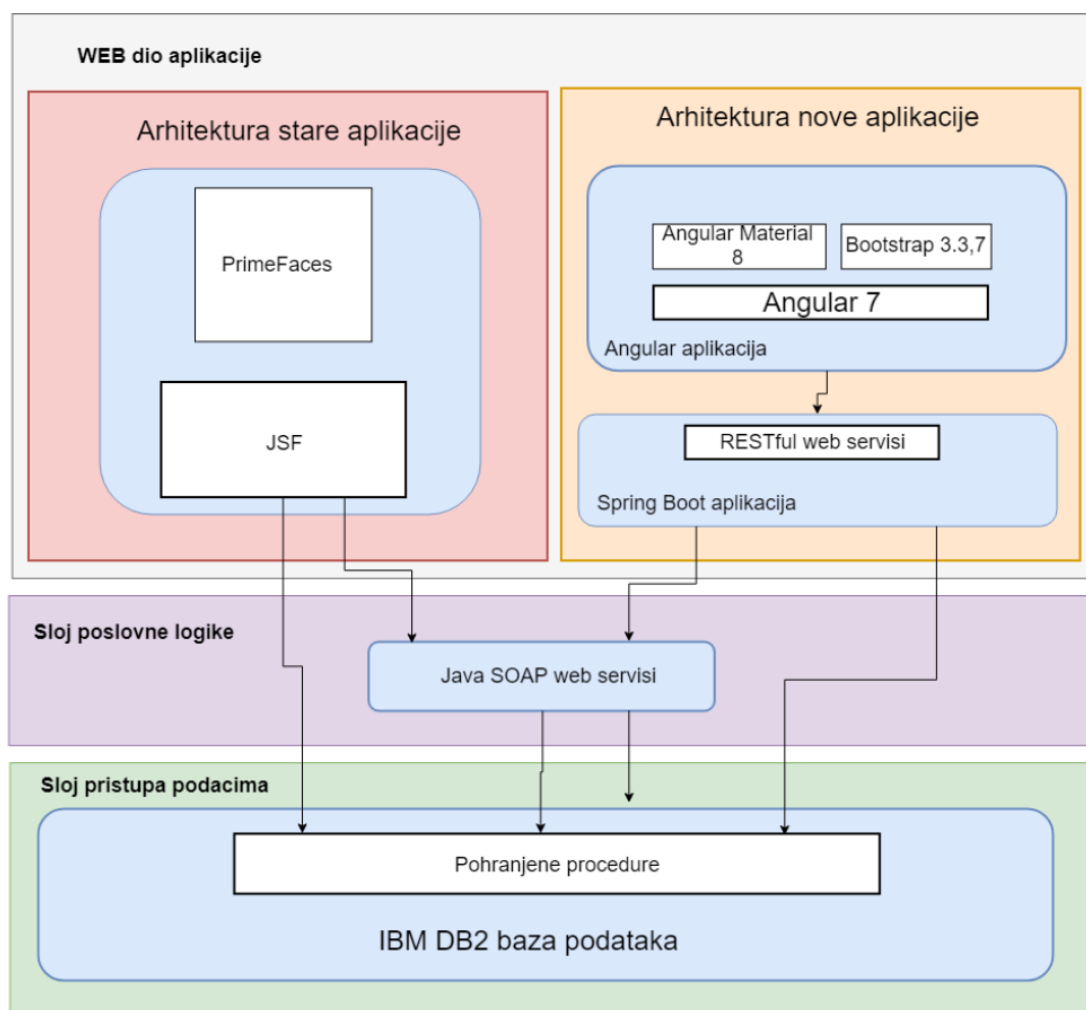 WEB dio aplikacije
Arhitektura stare aplikacije
PrimeFaces
JSF
Arhitektura nove aplikacije
Angular Material
8
Bootstrap 3.3,7
Angular 7
Angular aplikacija
RESTful web servisi
Spring Boot aplikacija
Sloj poslovne logike
Java SOAP web servisi
Sloj pristupa podacima
Pohranjene procedure
IBM DB2 baza podataka